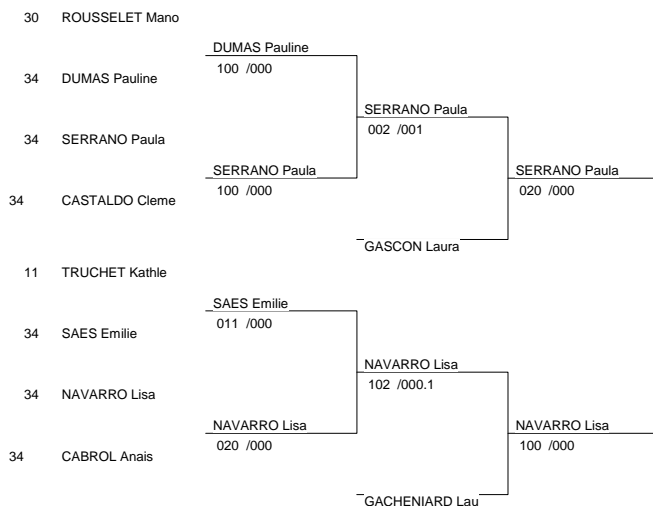 30 ROUSSELET Mano
DUMAS Pauline
100 /000
34 DUMAS Pauline
SERRANO Paula
002 /001
34 SERRANO Paula
SERRANO Paula
100 /000
SERRANO Paula
020 /000
34 CASTALDO Cleme
GASCON Laura
11 TRUCHET Kathle
SAES Emilie
011 /000
34 SAES Emilie
NAVARRO Lisa
102 /000.1
34 NAVARRO Lisa
NAVARRO Lisa
020 /000
NAVARRO Lisa
100 /000
34 CABROL Anais
GACHENIARD Lau